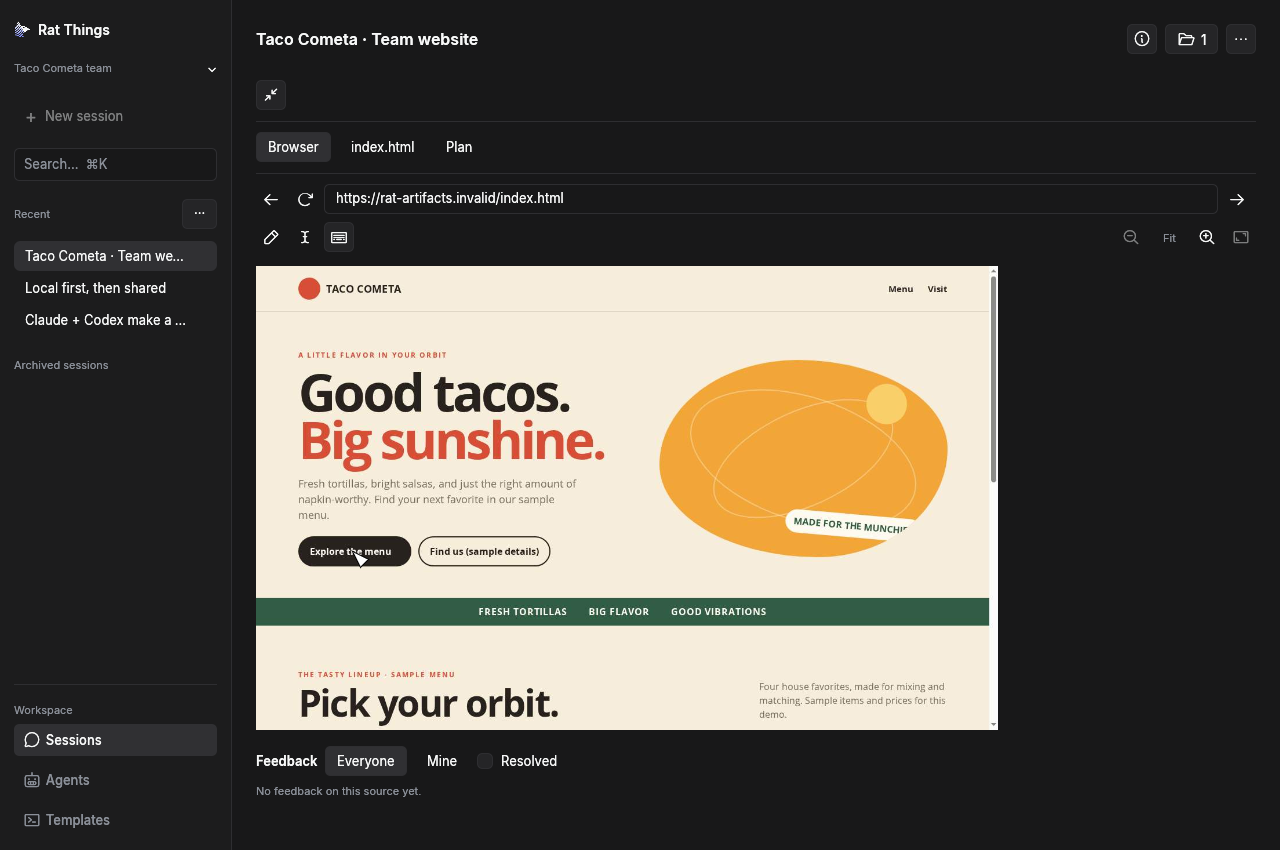 Rat Things
Taco Cometa team
+ New session
Search... ⌘K
Recent
...
Taco Cometa · Team we...
Local first, then shared
Claude + Codex make a ...
Archived sessions
Workspace
Sessions
Agents
Templates
Taco Cometa · Team website
1
...
Browser
index.html
Plan
https://rat-artifacts.invalid/index.html
Fit
TACO COMETA
Menu
Visit
A LITTLE FLAVOR IN YOUR ORBIT
Good tacos.
Big sunshine.
Fresh tortillas, bright salsas, and just the right amount of
napkin-worthy. Find your next favorite in our sample
menu.
Explore the menu
Find us (sample details)
MADE FOR THE
FRESH TORTILLAS
BIG FLAVOR
GOOD VIBRATIONS
THE TASTY LINEUP · SAMPLE MENU
Pick your orbit.
Four house favorites, made for mixing and
matching. Sample items and prices for this
demo.
Feedback
Everyone
Mine
Resolved
No feedback on this source yet.